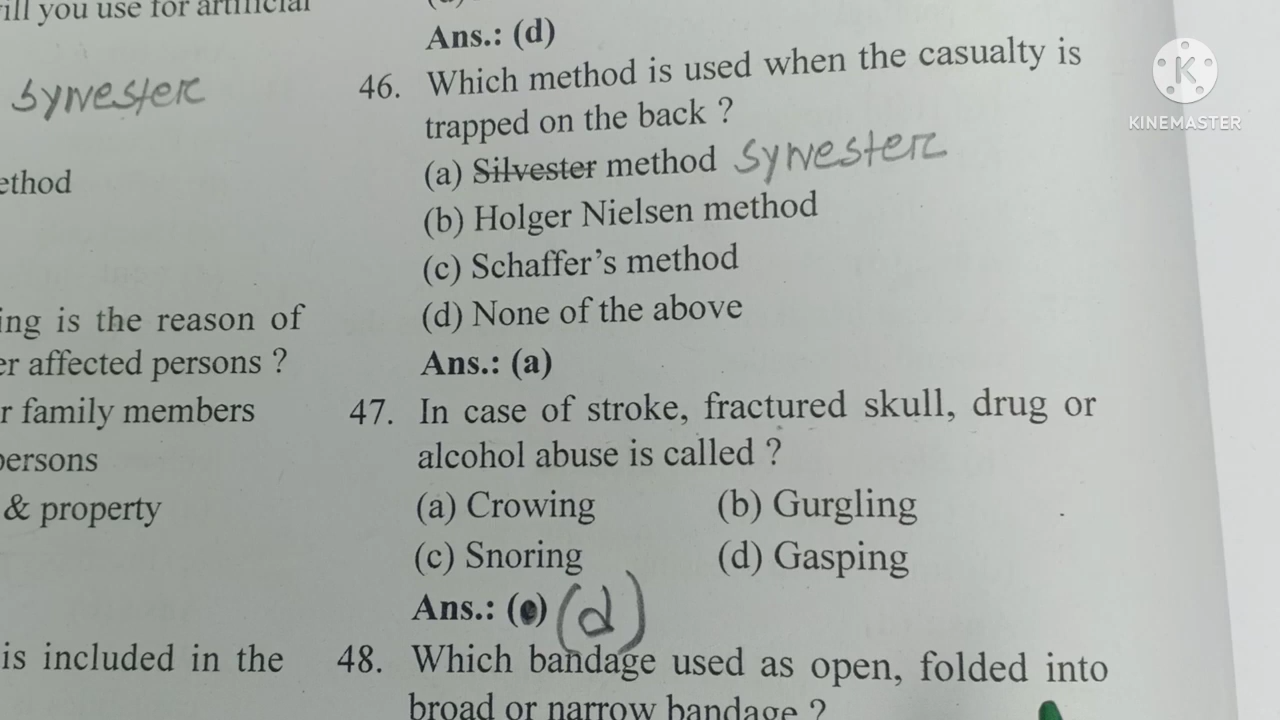 ill you use for artificial
Sylvester
ethod
ing is the reason of
er affected persons ?
r family members
persons
& property
is included in the
Ans.: (d)
46. Which method is used when the casualty is
trapped on the back ?
(a) Silvester method Sylvester
(b) Holger Nielsen method
(c) Schaffer's method
(d) None of the above
Ans.: (a)
47. In case of stroke, fractured skull, drug or
alcohol abuse is called ?
(a) Crowing (b) Gurgling
(c) Snoring (d) Gasping
Ans.: (d)
48. Which bandage used as open, folded into
broad or narrow bandage ?
KINEMASTER